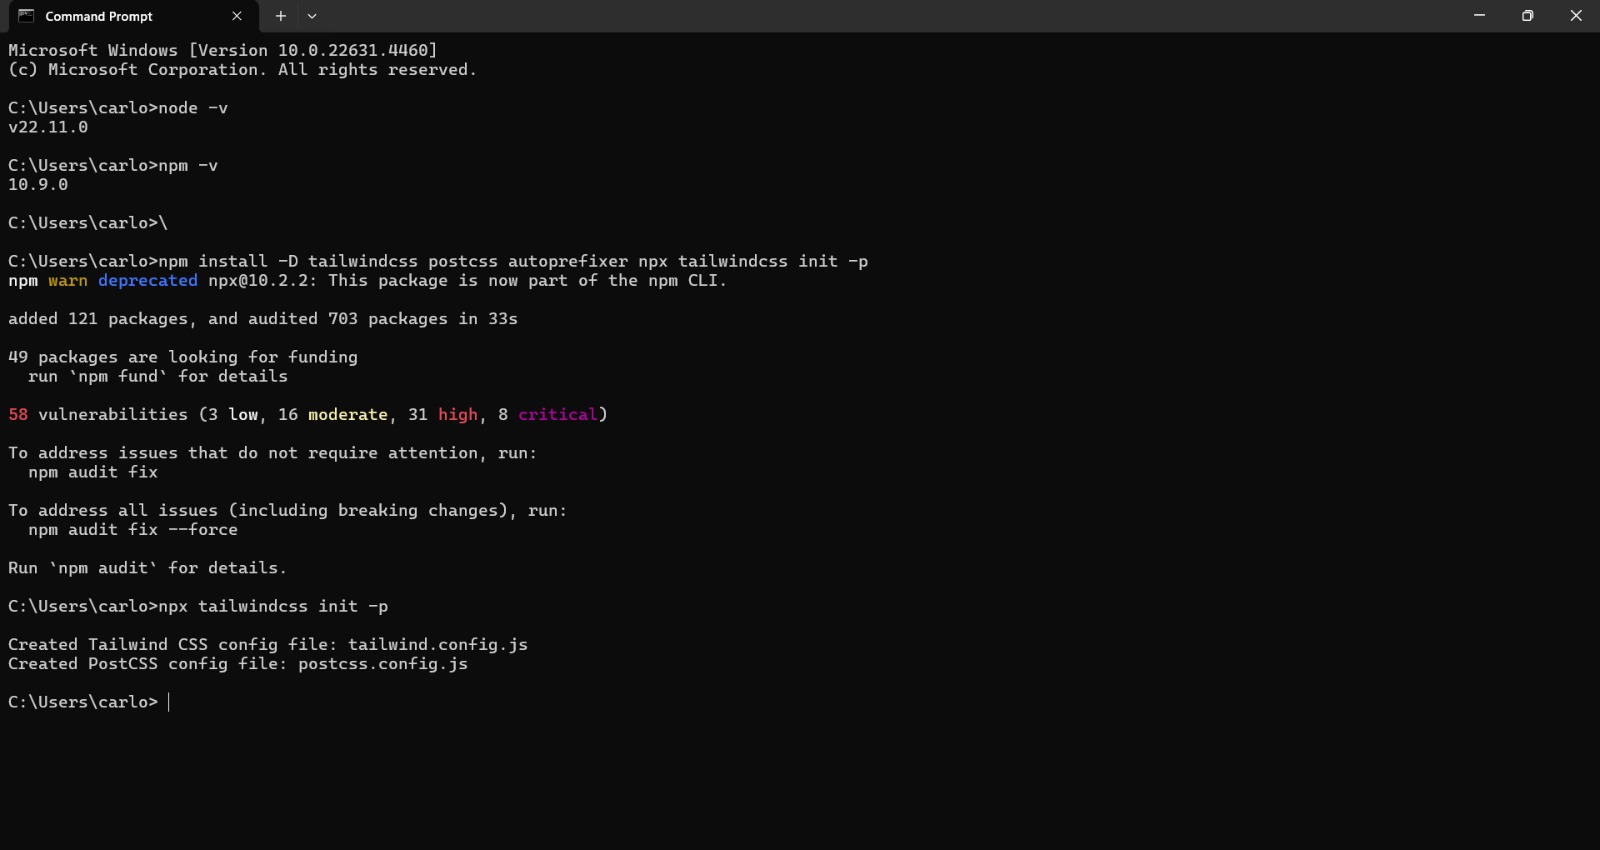 Command Prompt
Microsoft Windows [Version 10.0.22631.4460]
(c) Microsoft Corporation. All rights reserved.
C:\Users\carlo>node -v
v22.11.0
C:\Users\carlo>npm -v
10.9.0
C:\Users\carlo>\
C:\Users\carlo>npm install -D tailwindcss postcss autoprefixer npx tailwindcss init -p
npm warn deprecated npx@10.2.2: This package is now part of the npm CLI.
added 121 packages, and audited 703 packages in 33s
49 packages are looking for funding
  run `npm fund` for details
58 vulnerabilities (3 low, 16 moderate, 31 high, 8 critical)
To address issues that do not require attention, run:
  npm audit fix
To address all issues (including breaking changes), run:
  npm audit fix --force
Run `npm audit` for details.
C:\Users\carlo>npx tailwindcss init -p
Created Tailwind CSS config file: tailwind.config.js
Created PostCSS config file: postcss.config.js
C:\Users\carlo>